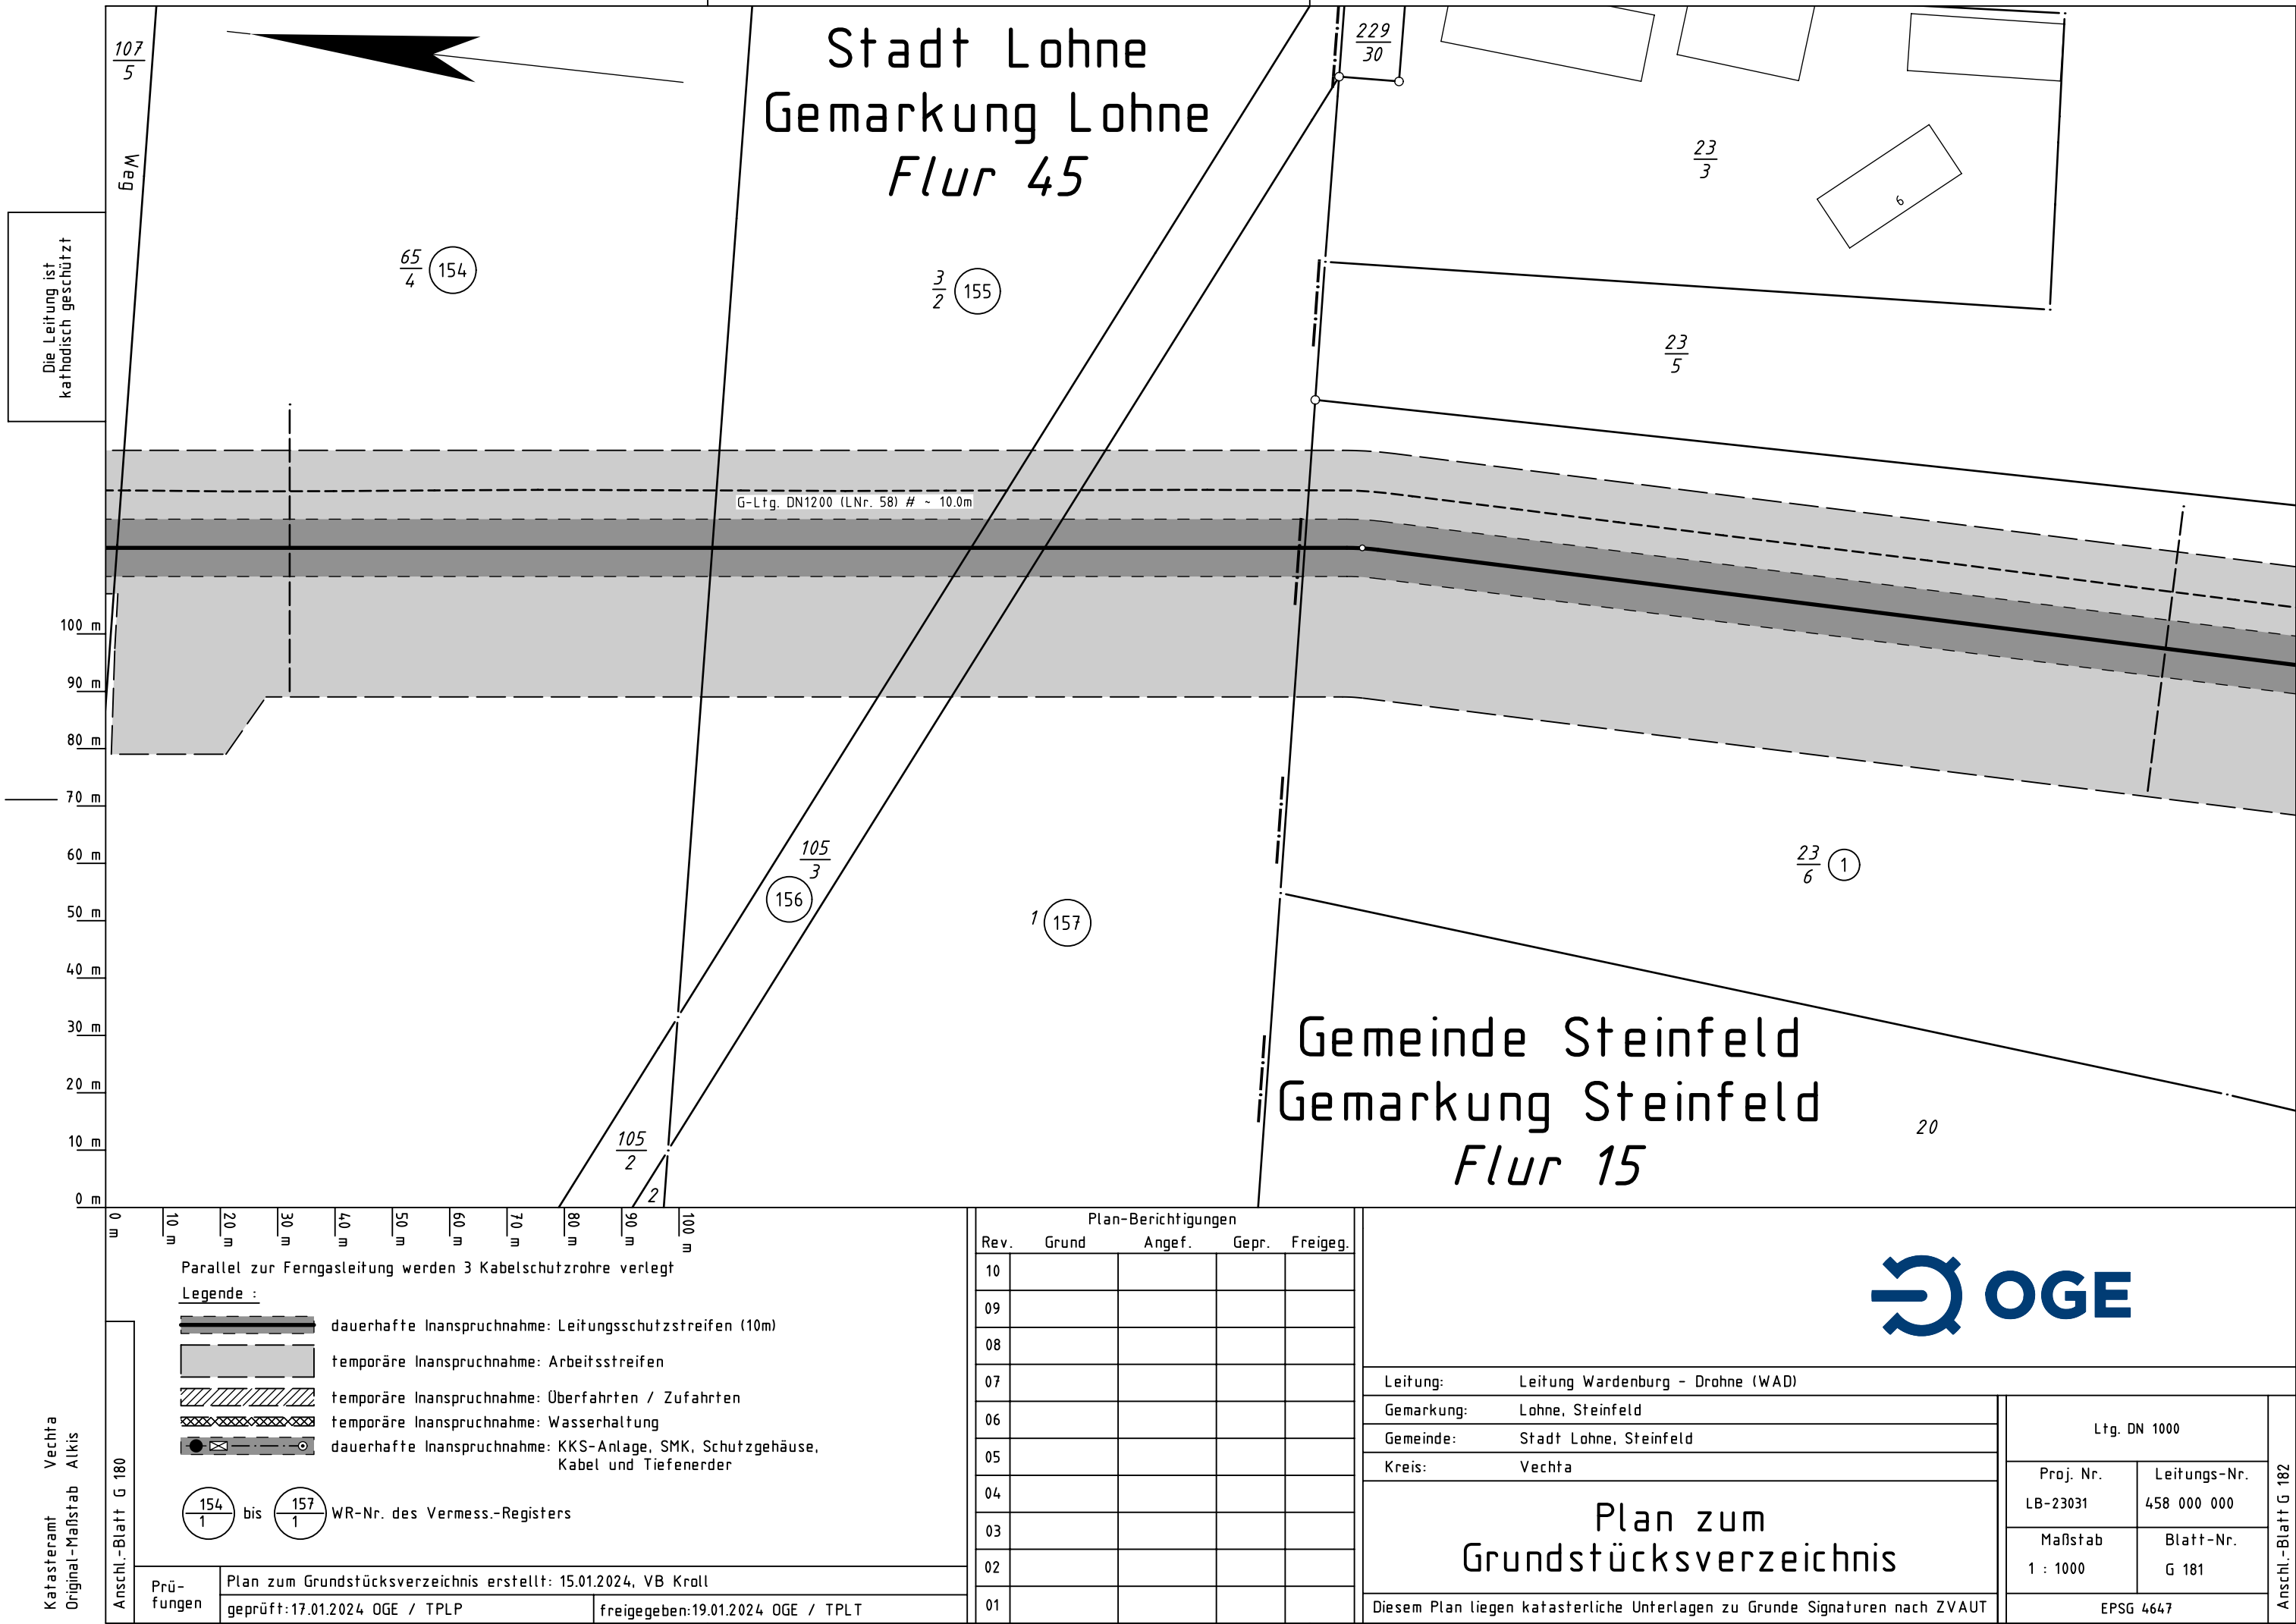 107
5
Weg
Stadt Lohne
Gemarkung Lohne
Flur 45
229
30
23
3
6
Die Leitung ist
kathodisch geschützt
65
4
154
3
2
155
23
5
G-Ltg. DN1200 (LNr. 58) # ~ 10.0m
100 m
90 m
80 m
70 m
60 m
50 m
40 m
30 m
20 m
10 m
0 m
105
3
156
1
157
23
6
1
Gemeinde Steinfeld
Gemarkung Steinfeld
Flur 15
20
105
2
2
0 m
10 m
20 m
30 m
40 m
50 m
60 m
70 m
80 m
90 m
100 m
Parallel zur Ferngasleitung werden 3 Kabelschutzrohre verlegt
Legende :
dauerhafte Inanspruchnahme: Leitungsschutzstreifen (10m)
temporäre Inanspruchnahme: Arbeitsstreifen
temporäre Inanspruchnahme: Überfahrten / Zufahrten
temporäre Inanspruchnahme: Wasserhaltung
dauerhafte Inanspruchnahme: KKS-Anlage, SMK, Schutzgehäuse,
Kabel und Tiefenerder
154
1
bis
157
1
WR-Nr. des Vermess.-Registers
Katasteramt Vechta
Original-Maßstab Alkis
Anschl.-Blatt G 180
Prü-
fungen
Plan zum Grundstücksverzeichnis erstellt: 15.01.2024, VB Kroll
geprüft:17.01.2024 OGE / TPLP
freigegeben:19.01.2024 OGE / TPLT
Plan-Berichtigungen
Rev. Grund Angef. Gepr. Freigeg.
10
09
08
07
06
05
04
03
02
01
OGE
Leitung: Leitung Wardenburg - Drohne (WAD)
Gemarkung: Lohne, Steinfeld
Gemeinde: Stadt Lohne, Steinfeld
Kreis: Vechta
Plan zum
Grundstücksverzeichnis
Diesem Plan liegen katasterliche Unterlagen zu Grunde Signaturen nach ZVAUT
Ltg. DN 1000
Proj. Nr.
LB-23031
Leitungs-Nr.
458 000 000
Maßstab
1 : 1000
Blatt-Nr.
G 181
EPSG 4647
Anschl.-Blatt G 182